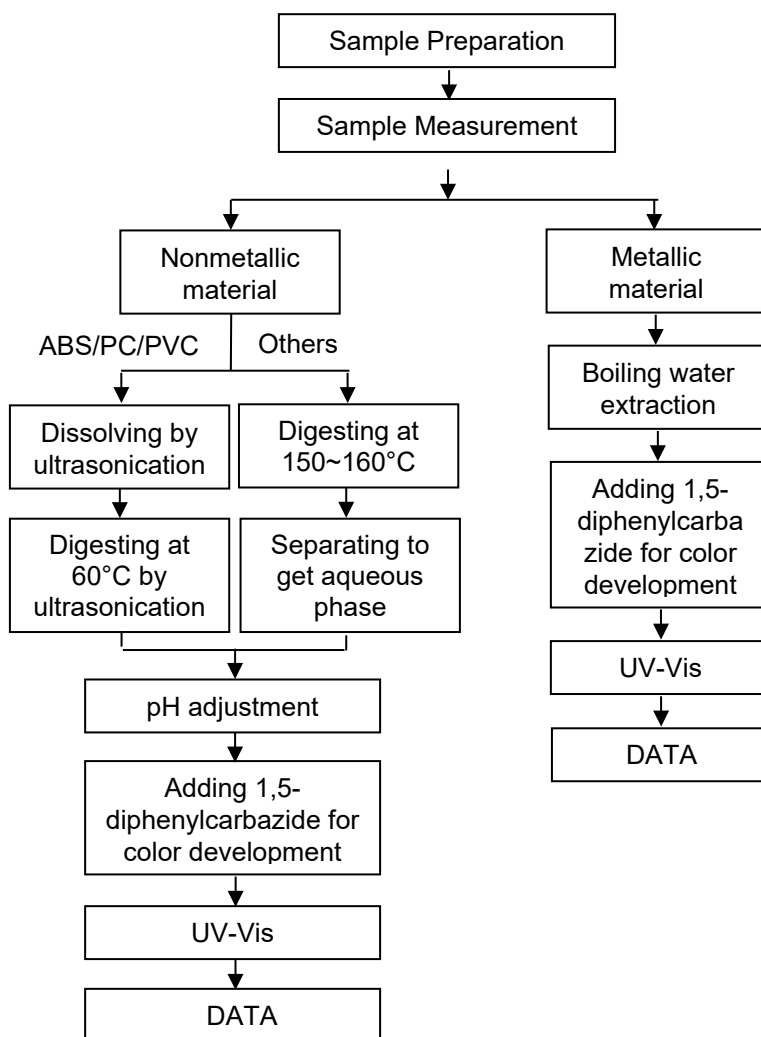 Sample Preparation
Sample Measurement
Nonmetallic
material
Metallic
material
ABS/PC/PVC
Others
Boiling water
extraction
Dissolving by
ultrasonication
Digesting at
150~160°C
Adding 1,5-
diphenylcarba
zide for color
development
Digesting at
60°C by
ultrasonication
Separating to
get aqueous
phase
UV-Vis
pH adjustment
DATA
Adding 1,5-
diphenylcarbazide for
color development
UV-Vis
DATA